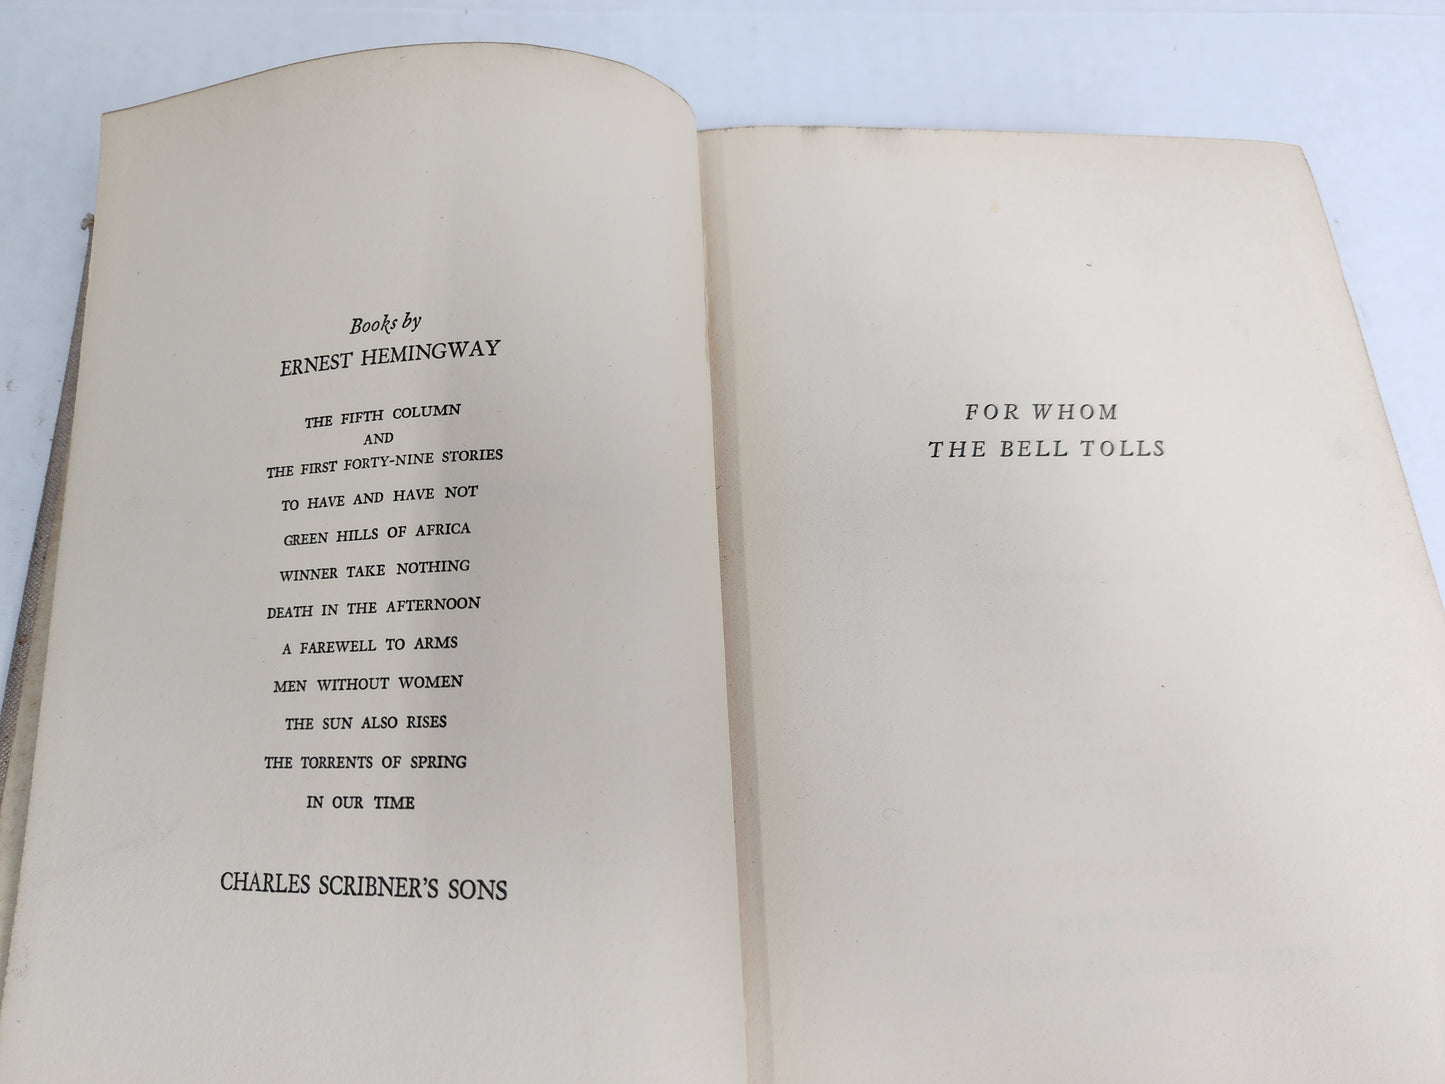 Books by
ERNEST HEMINGWAY
THE FIFTH COLUMN
AND
THE FIRST FORTY-NINE STORIES
TO HAVE AND HAVE NOT
GREEN HILLS OF AFRICA
WINNER TAKE NOTHING
DEATH IN THE AFTERNOON
A FAREWELL TO ARMS
MEN WITHOUT WOMEN
THE SUN ALSO RISES
THE TORRENTS OF SPRING
IN OUR TIME
CHARLES SCRIBNER'S SONS
FOR WHOM
THE BELL TOLLS